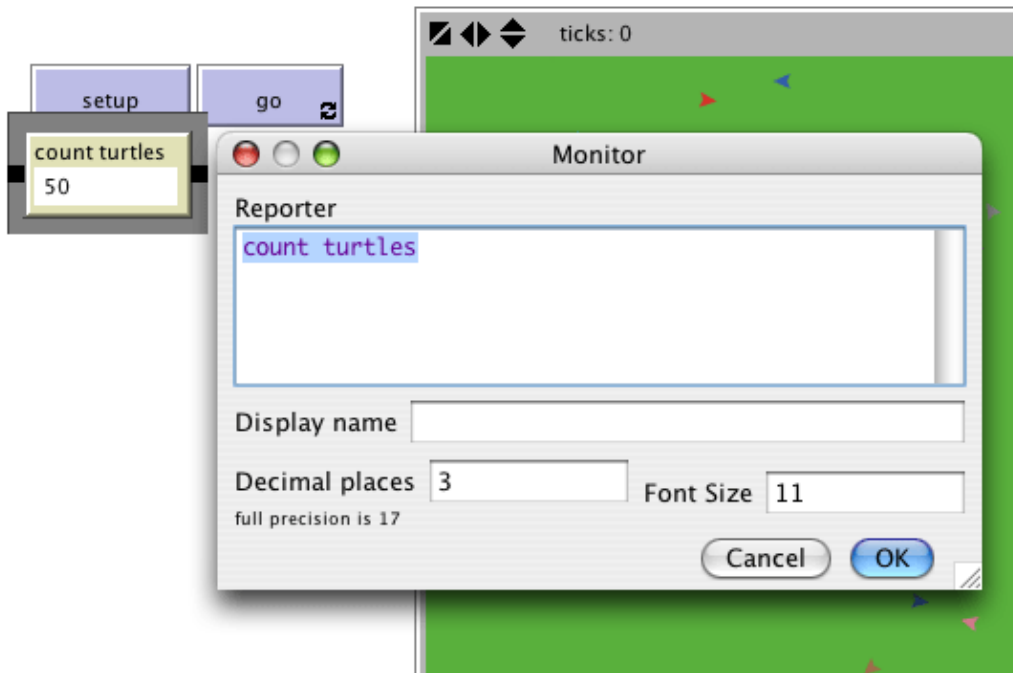 ticks: 0
setup
go
count turtles
50
Monitor
Reporter
count turtles
Display name
Decimal places 3
Font Size 11
full precision is 17
Cancel
OK